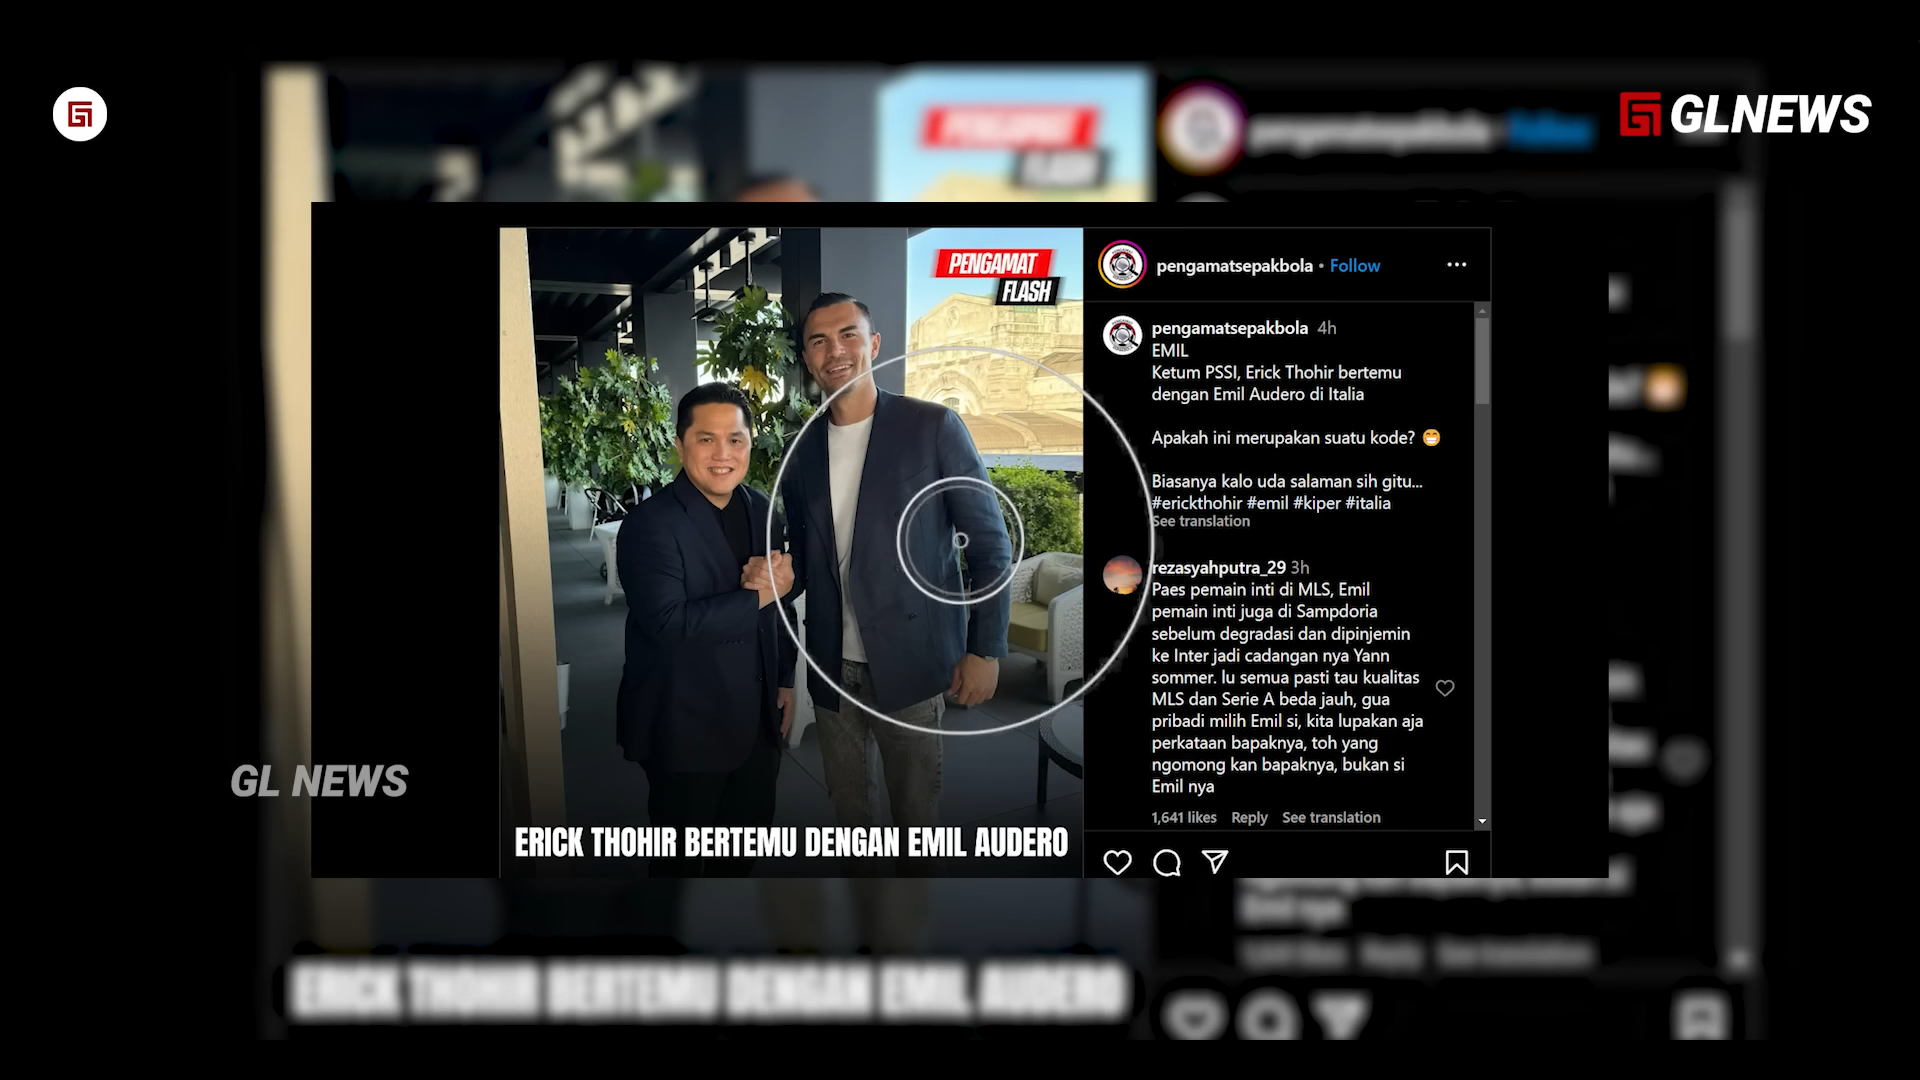 GLNEWS
PENGAMAT
FLASH
pengamatsepakbola • Follow
pengamatsepakbola 4h
EMIL
Ketum PSSI, Erick Thohir bertemu
dengan Emil Audero di Italia
Apakah ini merupakan suatu kode? 😁
Biasanya kalo uda salaman sih gitu...
#erickthohir #emil #kiper #italia
See translation
rezasyahputra_29 3h
Paes pemain inti di MLS, Emil
pemain inti juga di Sampdoria
sebelum degradasi dan dipinjemin
ke Inter jadi cadangan nya Yann
sommer. lu semua pasti tau kualitas
MLS dan Serie A beda jauh, gua
pribadi milih Emil si, kita lupakan aja
perkataan bapaknya, toh yang
ngomong kan bapaknya, bukan si
Emil nya
1,641 likes Reply See translation
GL NEWS
ERICK THOHIR BERTEMU DENGAN EMIL AUDERO
ERICK THOHIR BERTEMU DENGAN EMIL AUDERO